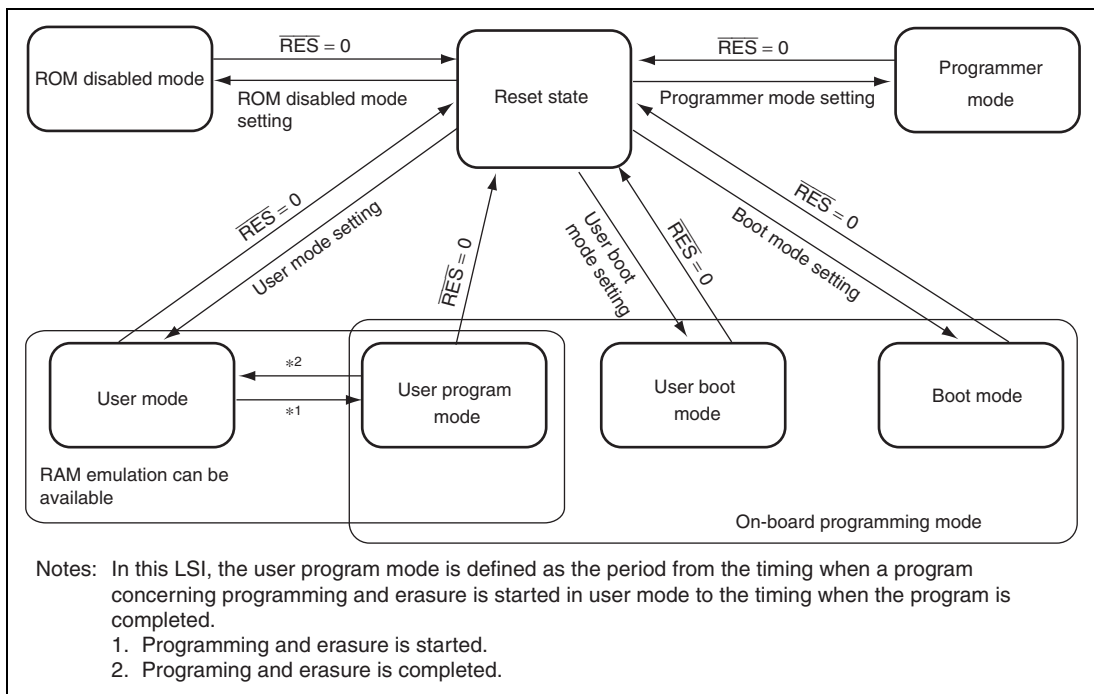 ROM disabled mode
RES = 0
ROM disabled mode
setting
Reset state
RES = 0
Programmer mode setting
Programmer
mode
RES = 0
User mode setting
RES = 0
User boot
mode setting
RES = 0
Boot mode setting
RES = 0
User mode
*2
*1
User program
mode
User boot
mode
Boot mode
RAM emulation can be
available
On-board programming mode
Notes: In this LSI, the user program mode is defined as the period from the timing when a program
concerning programming and erasure is started in user mode to the timing when the program is
completed.
1. Programming and erasure is started.
2. Programing and erasure is completed.